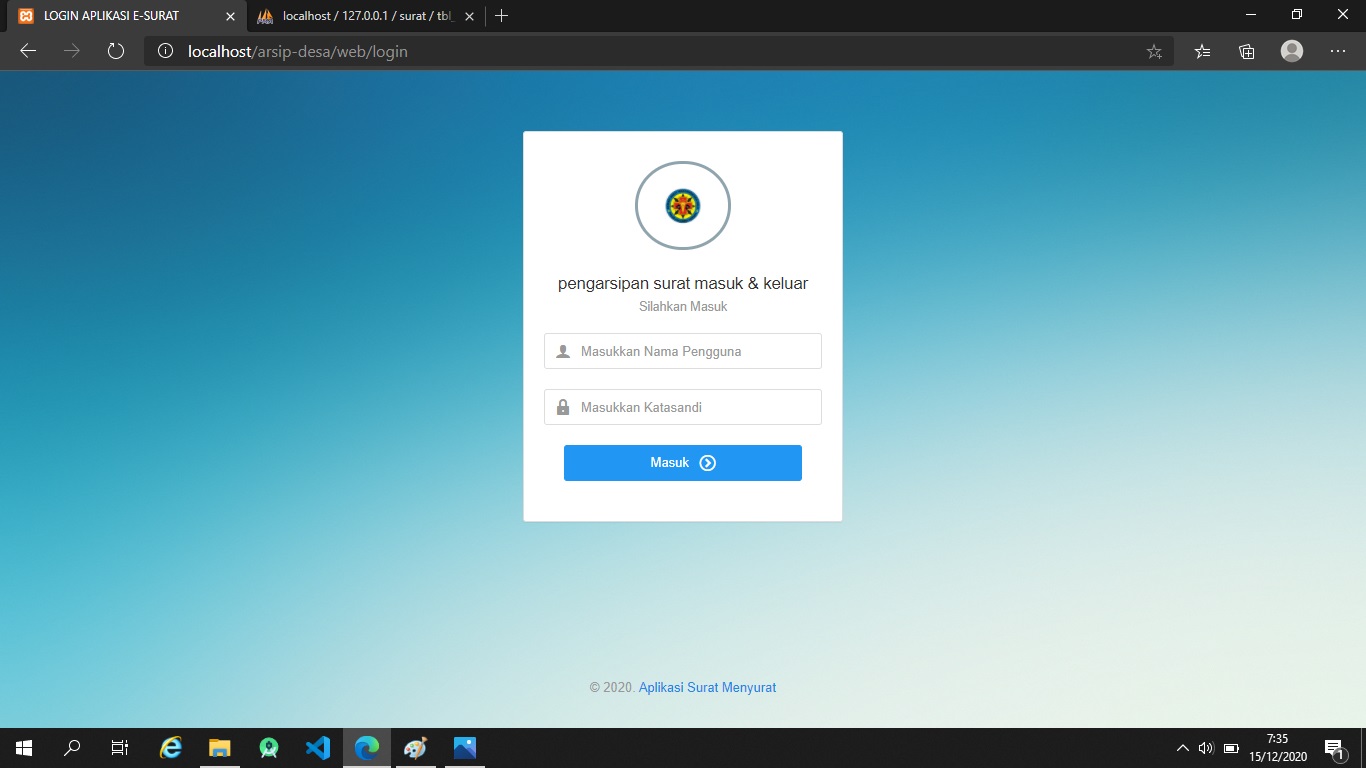 LOGIN APLIKASI E-SURAT
localhost / 127.0.0.1 / surat / tbl_
localhost/arsip-desa/web/login
pengarsipan surat masuk & keluar
Silahkan Masuk
Masukkan Nama Pengguna
Masukkan Katasandi
Masuk
© 2020. Aplikasi Surat Menyurat
7:35
15/12/2020
1